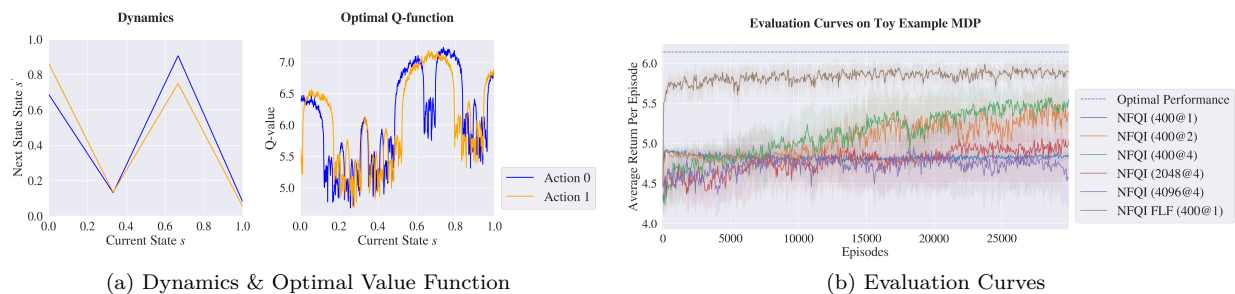 Dynamics
Next State State s'
1.0
0.8
0.6
0.4
0.2
0.0
0.0 0.2 0.4 0.6 0.8 1.0
Current State s
Optimal Q-function
Q-value
7.0
6.5
6.0
5.5
5.0
0.0 0.2 0.4 0.6 0.8 1.0
Current State s
Action 0
Action 1
(a) Dynamics & Optimal Value Function
Evaluation Curves on Toy Example MDP
Average Return Per Episode
6.0
5.5
5.0
4.5
4.0
0 5000 10000 15000 20000 25000
Episodes
Optimal Performance
NFQI (400@1)
NFQI (400@2)
NFQI (400@4)
NFQI (2048@4)
NFQI (4096@4)
NFQI FLF (400@1)
(b) Evaluation Curves